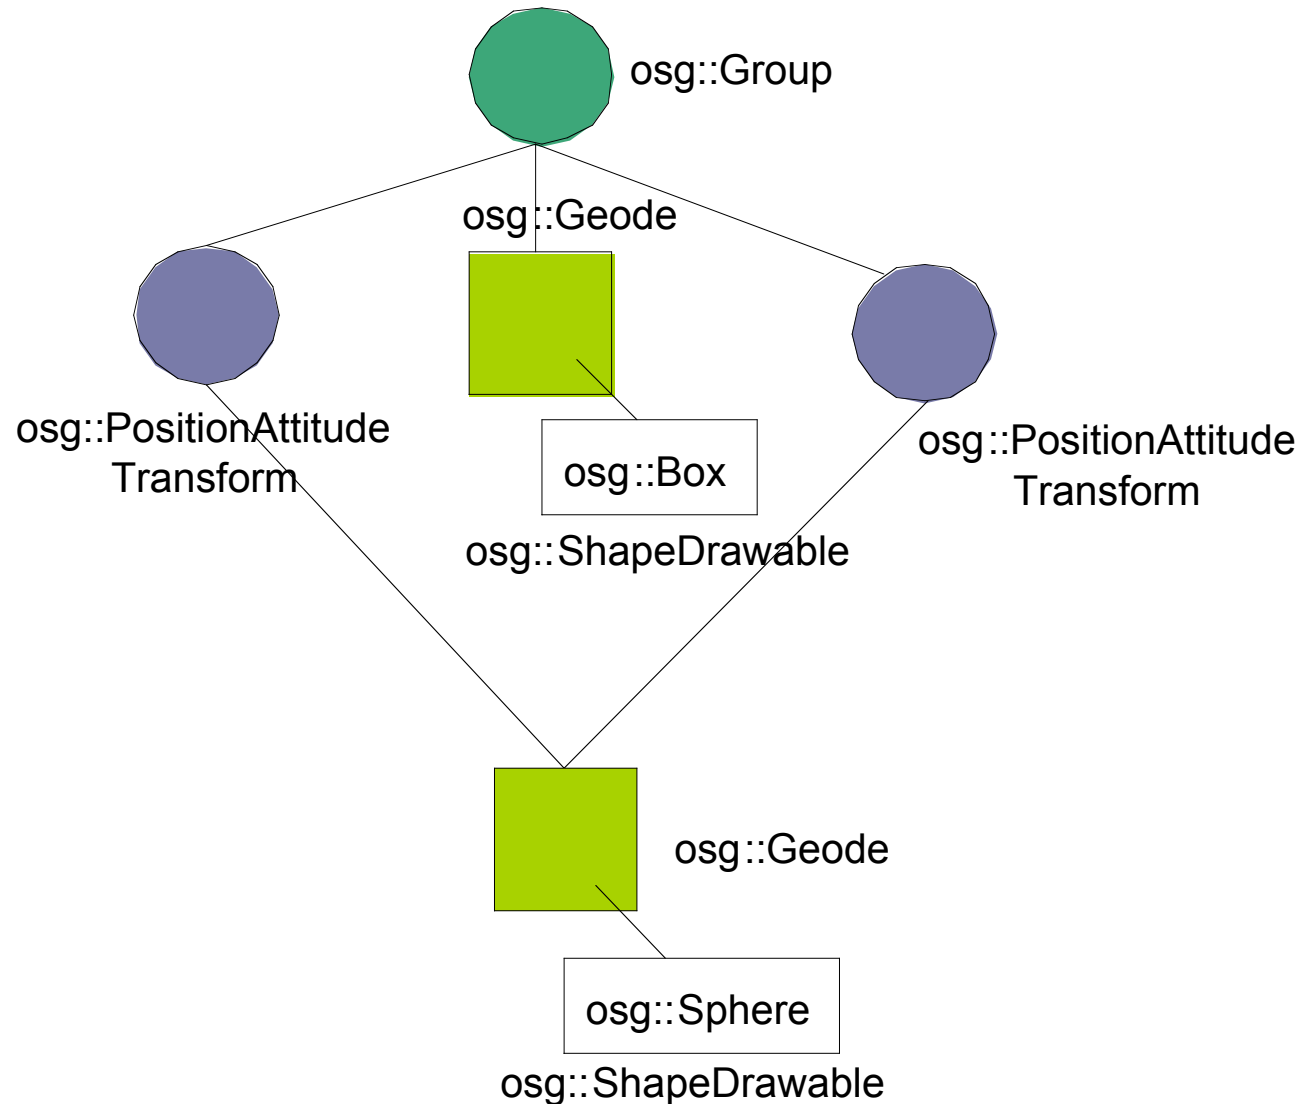 osg::Group
osg::Geode
osg::PositionAttitude
Transform
osg::Box
osg::ShapeDrawable
osg::PositionAttitude
Transform
osg::Geode
osg::Sphere
osg::ShapeDrawable